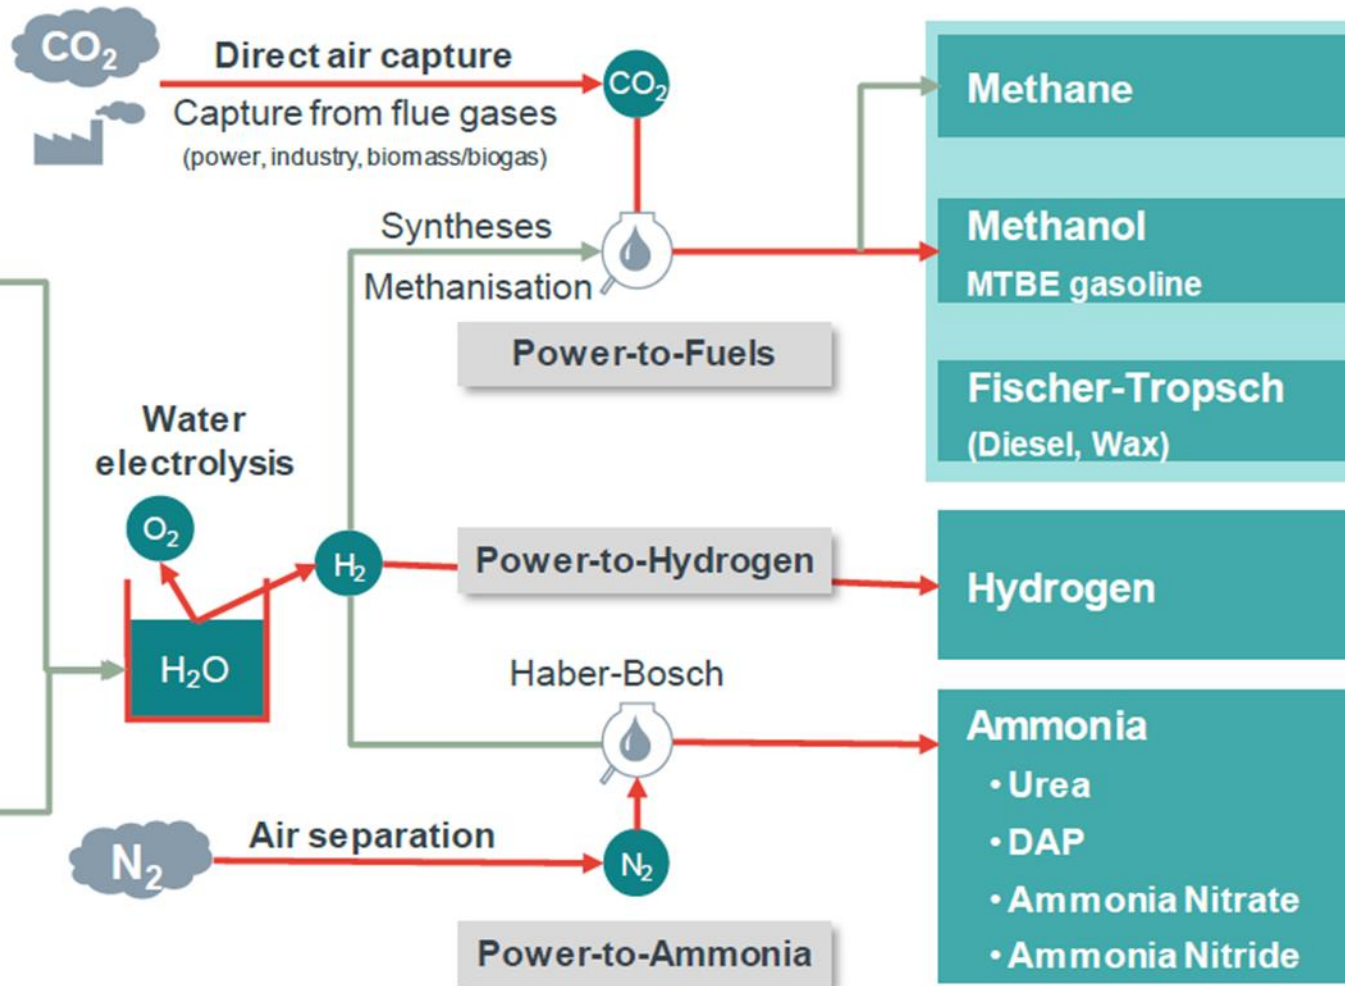 CO₂
Direct air capture
CO₂
Capture from flue gases
(power, industry, biomass/biogas)
Syntheses
Methanisation
Power-to-Fuels
Methane
Methanol
MTBE gasoline
Fischer-Tropsch
(Diesel, Wax)
Water
electrolysis
O₂
H₂
H₂O
Power-to-Hydrogen
Hydrogen
Haber-Bosch
N₂
Air separation
N₂
Power-to-Ammonia
Ammonia
• Urea
• DAP
• Ammonia Nitrate
• Ammonia Nitride